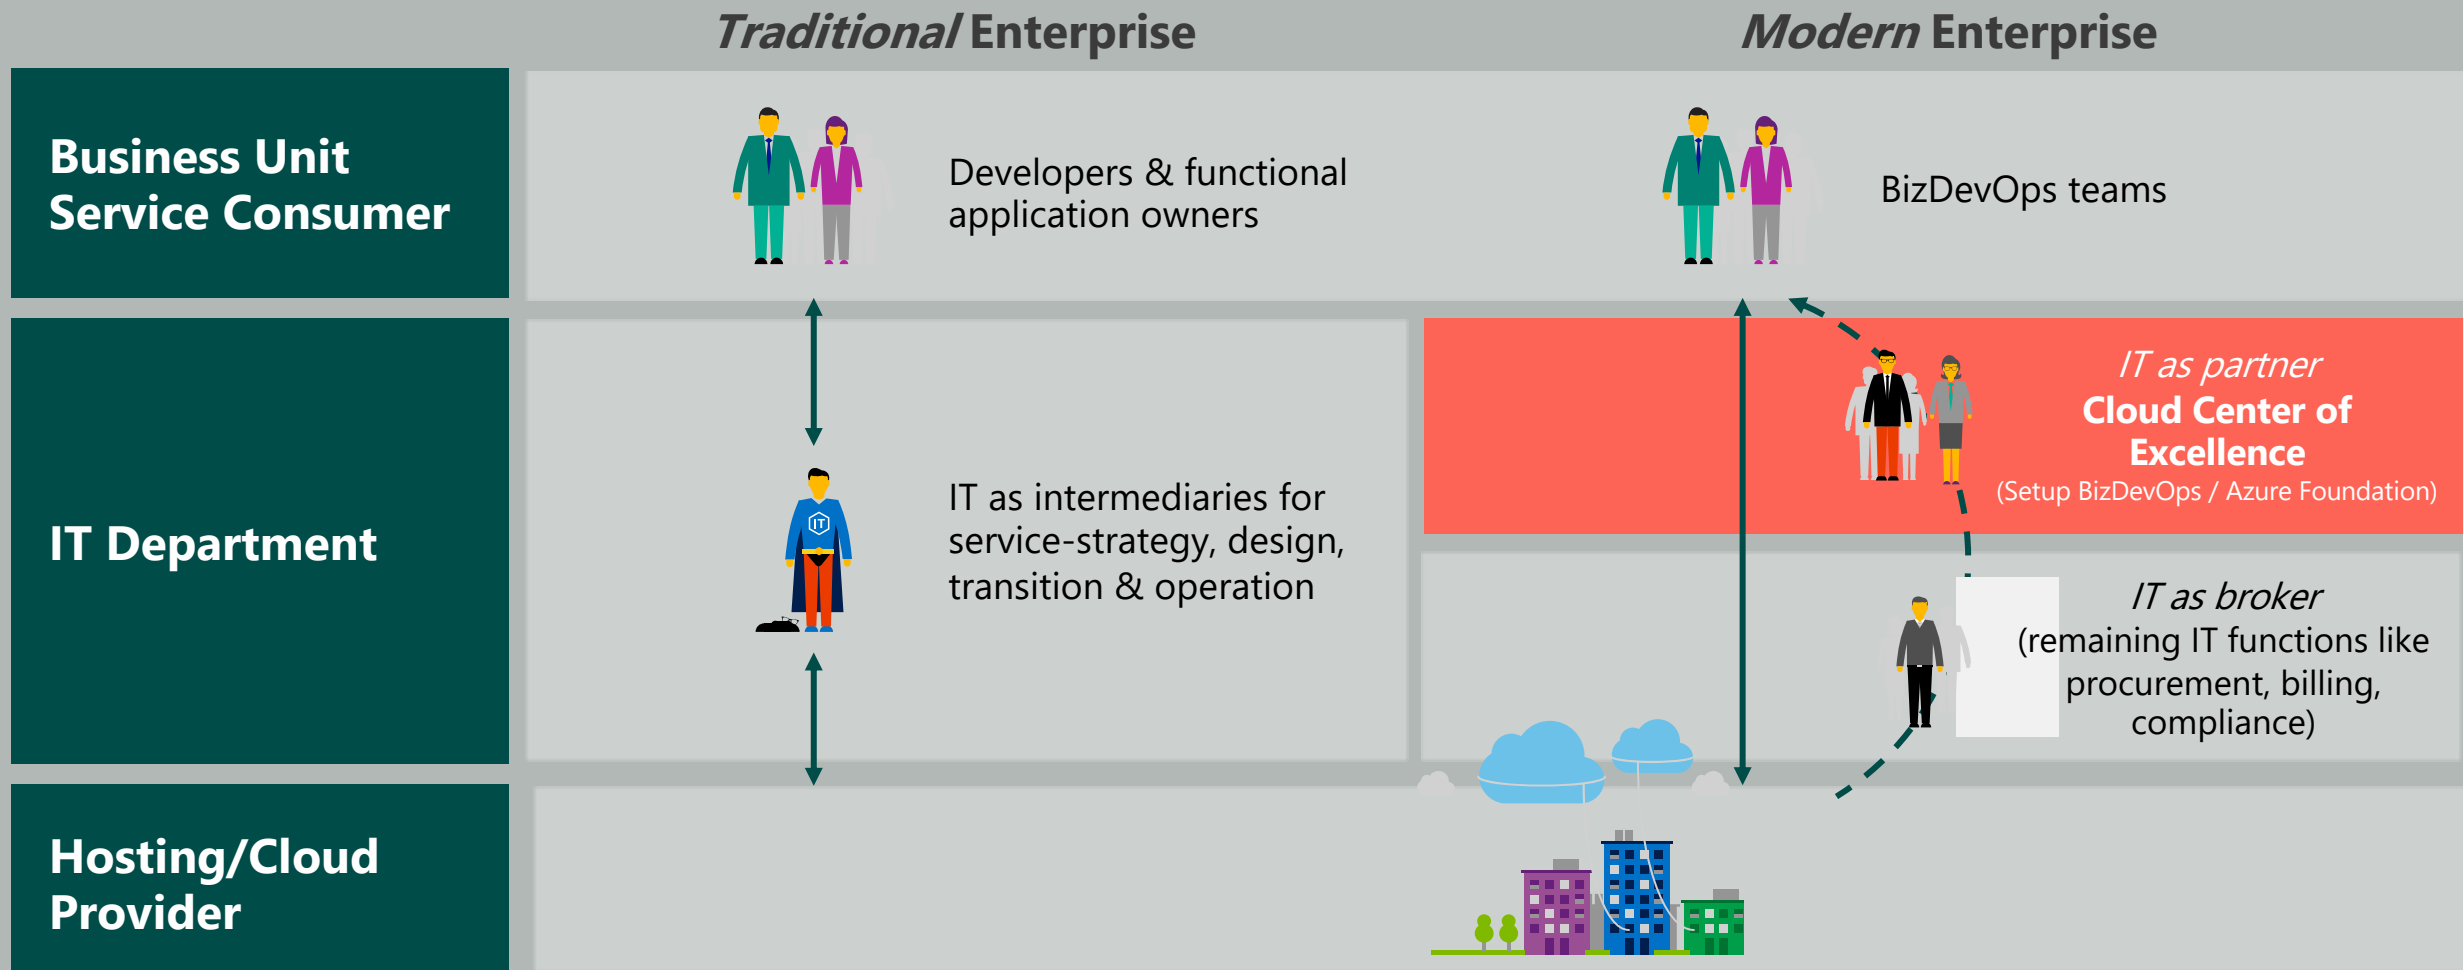 Traditional Enterprise
Modern Enterprise
Business Unit
Service Consumer
Developers & functional
application owners
BizDevOps teams
IT Department
IT
IT as intermediaries for
service-strategy, design,
transition & operation
IT as partner
Cloud Center of
Excellence
(Setup BizDevOps / Azure Foundation)
IT as broker
(remaining IT functions like
procurement, billing,
compliance)
Hosting/Cloud
Provider